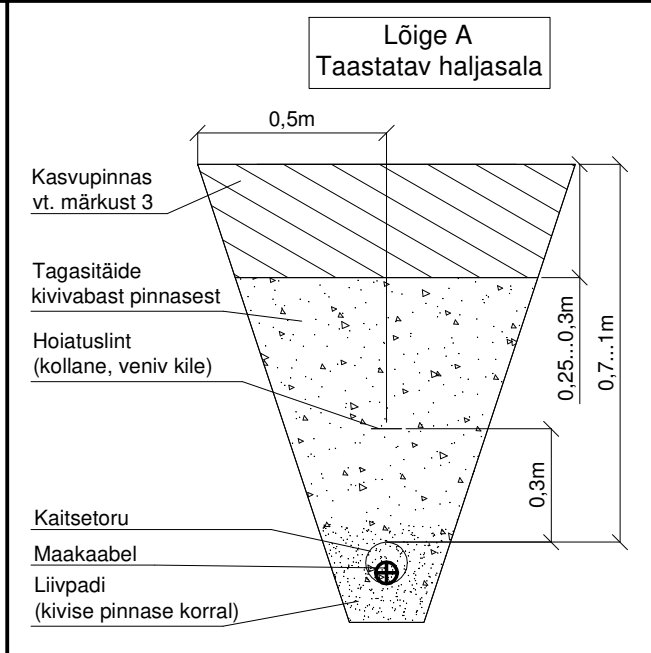 Lõige A
Taastatav haljasala
0,5m
Kasvupinnas
vt. märkust 3
Tagasitäide
kivivabast pinnasest
Hoiatuslint
(kollane, veniv kile)
0,25...0,3m
0,7...1m
0,3m
Kaitsetoru
Maakaabel
Liivpadi
(kivise pinnase korral)